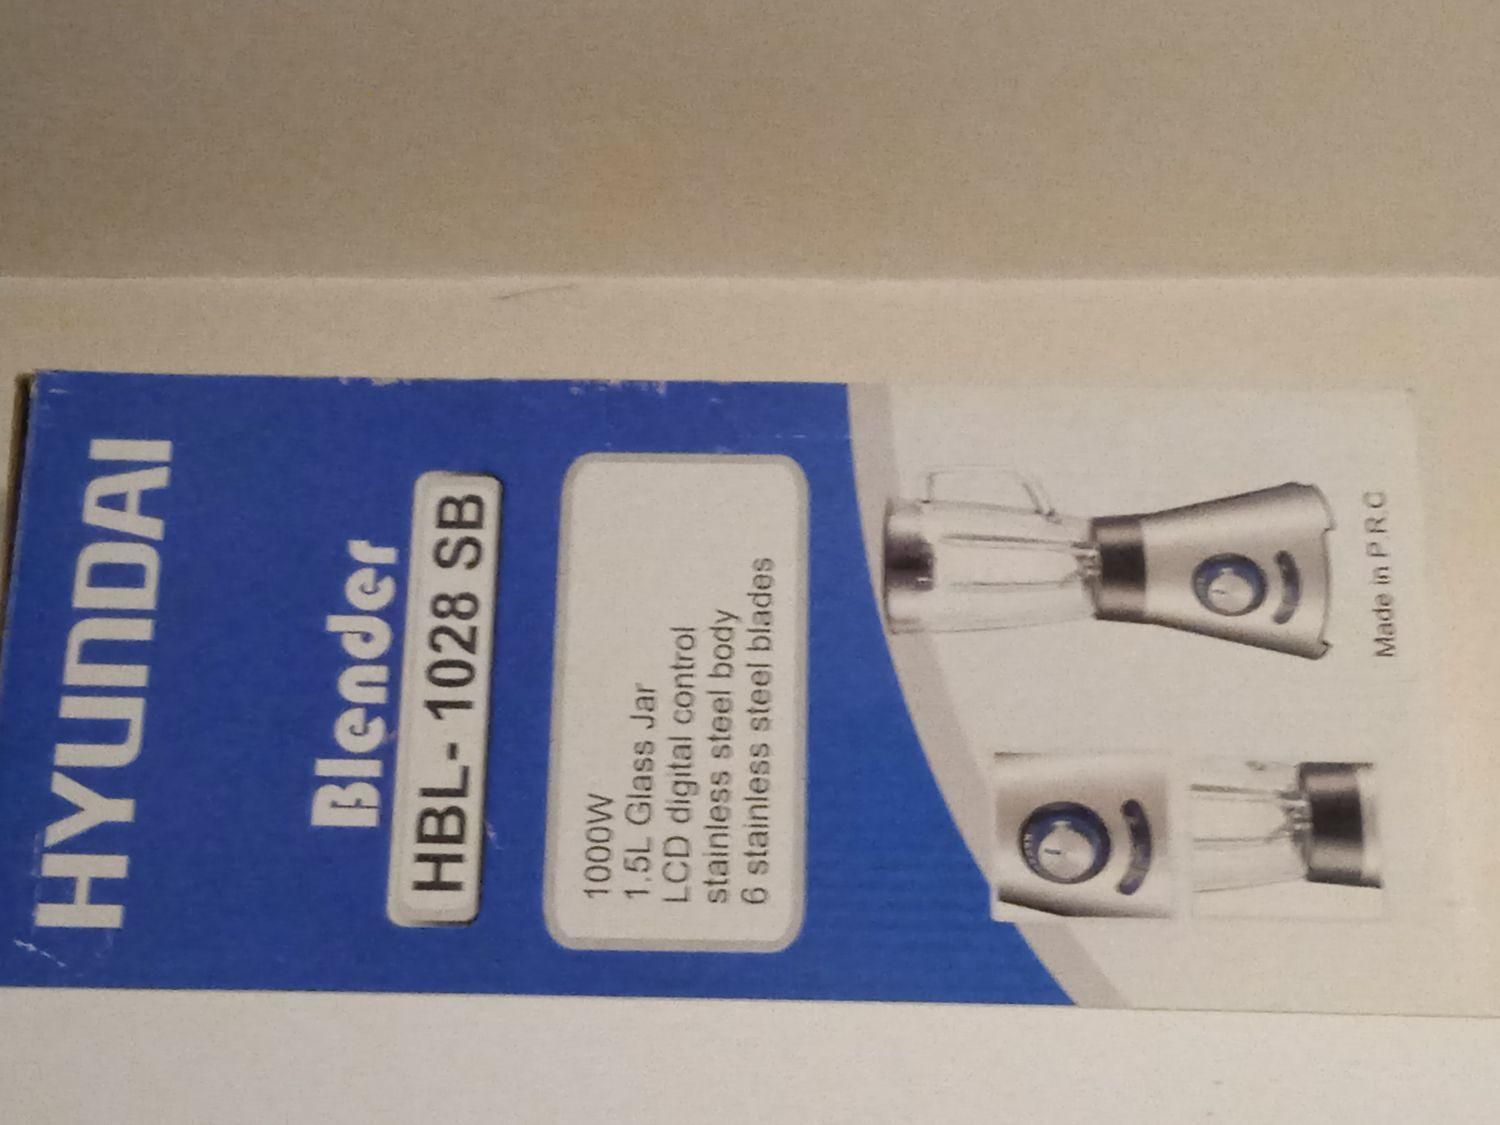 HYUNDAI
Blender
HBL- 1028 SB
1000W
1.5L Glass Jar
LCD digital control
stainless steel body
6 stainless steel blades
Made in P.R.C